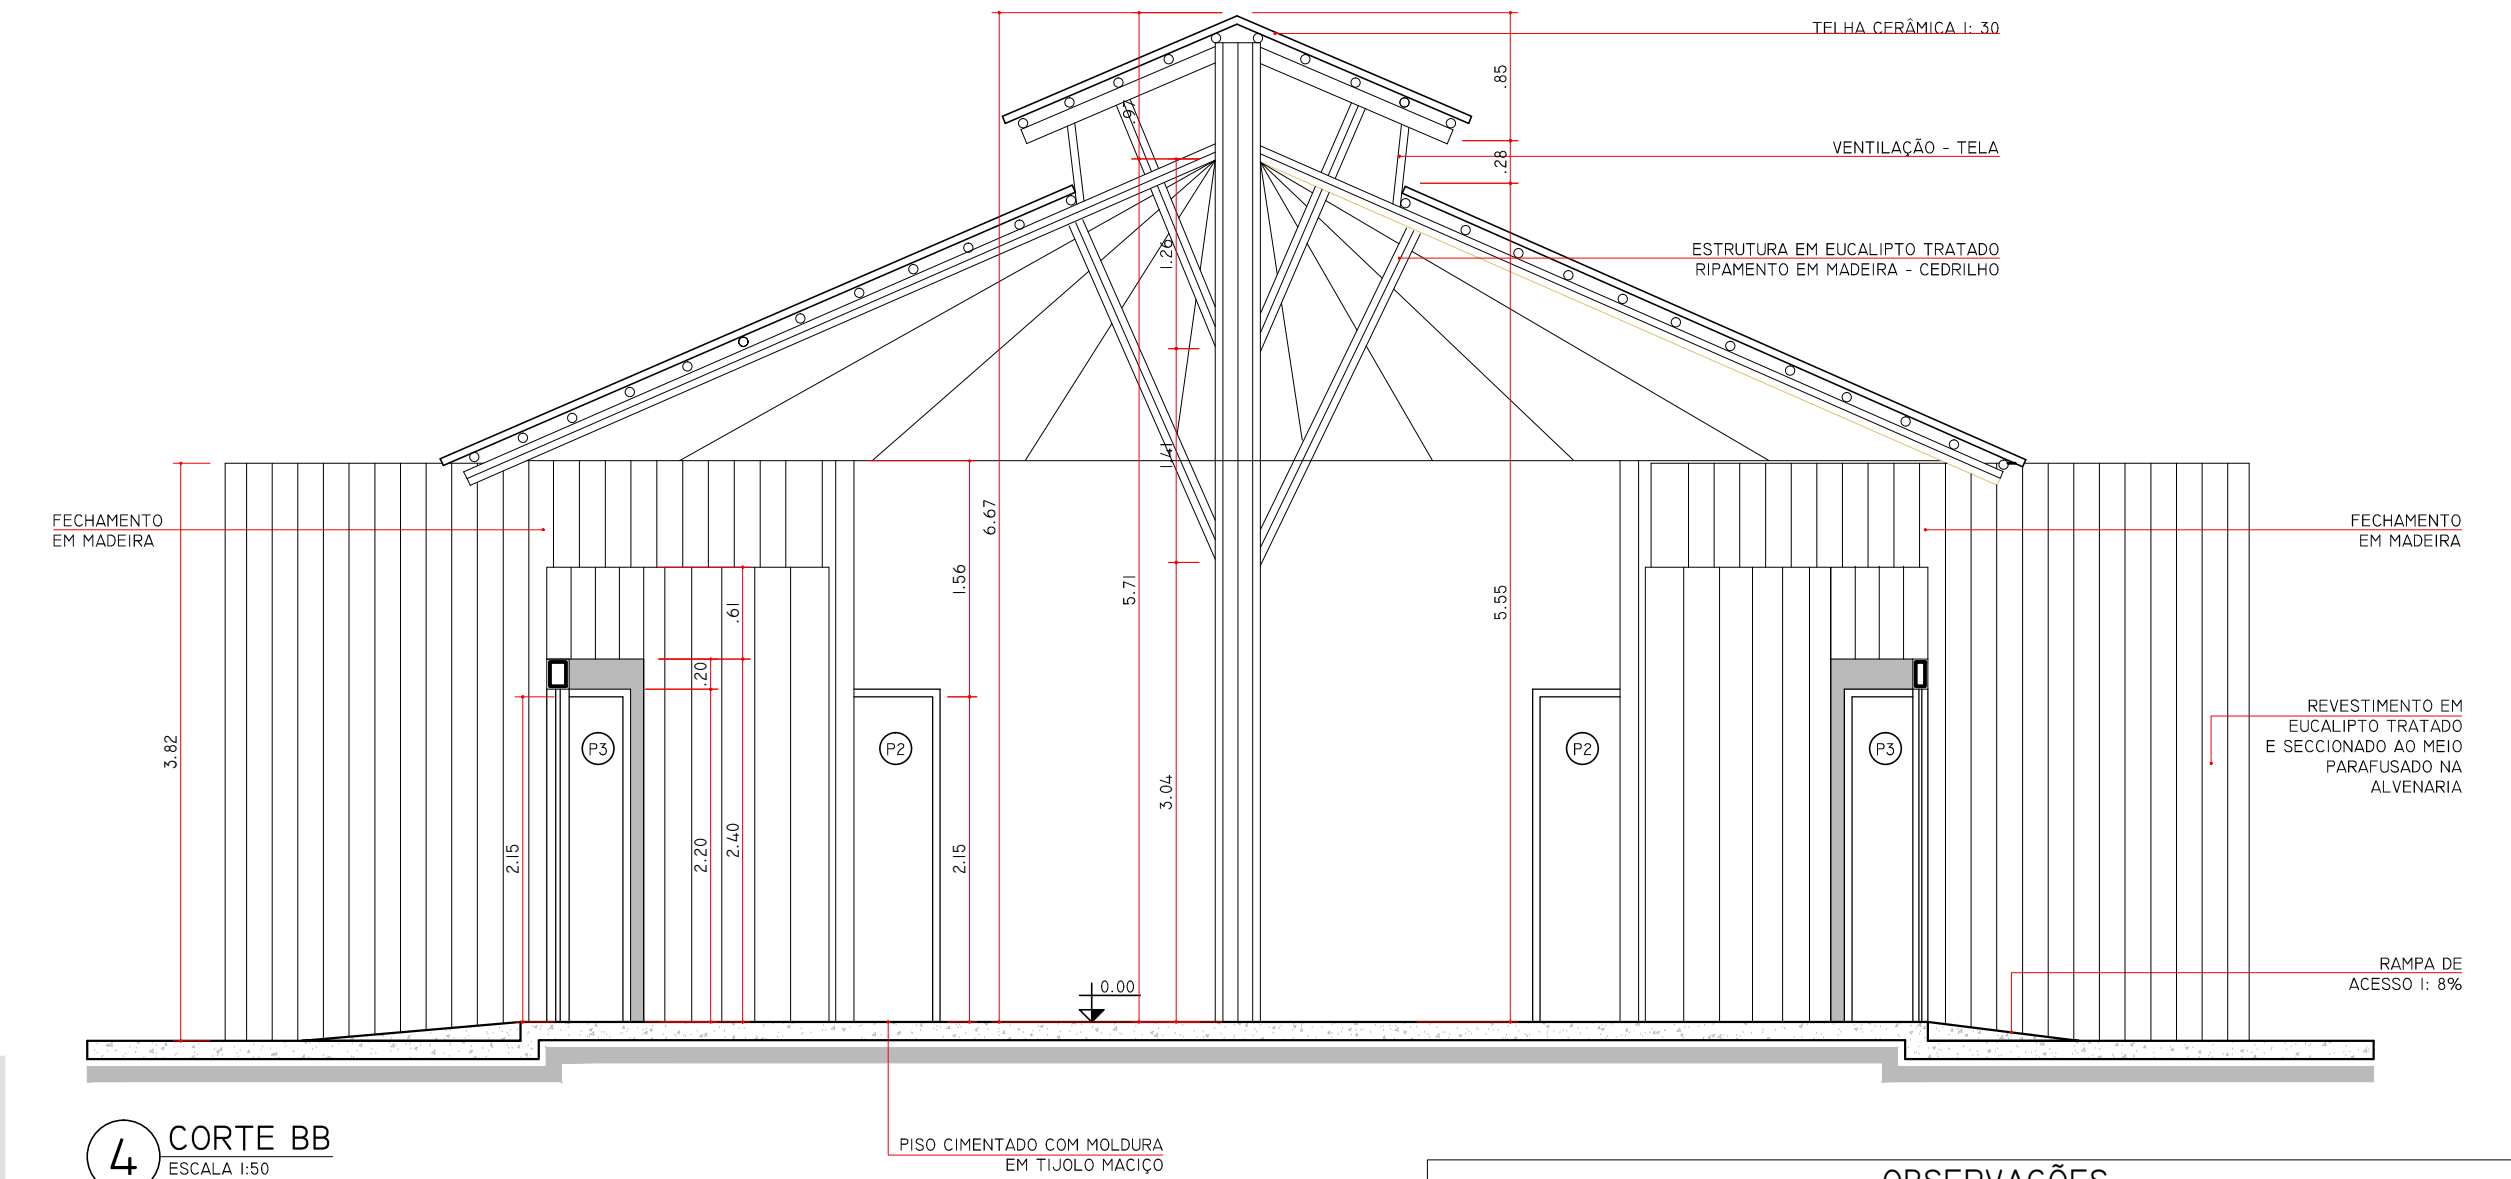 TELHA CERÂMICA I: 30
.85
.97
VENTILAÇÃO - TELA
.28
ESTRUTURA EM EUCALIPTO TRATADO
RIPAMENTO EM MADEIRA - CEDRILHO
1.26
1.41
FECHAMENTO
EM MADEIRA
6.67
1.56
5.71
5.55
.61
FECHAMENTO
EM MADEIRA
.20
3.82
P3
P2
P2
P3
REVESTIMENTO EM
EUCALIPTO TRATADO
E SECCIONADO AO MEIO
PARAFUSADO NA
ALVENARIA
3.04
2.15
2.20
2.40
2.15
0.00
RAMPA DE
ACESSO I: 8%
4
CORTE BB
ESCALA 1:50
PISO CIMENTADO COM MOLDURA
EM TIJOLO MACIÇO
OBSERVAÇÕES